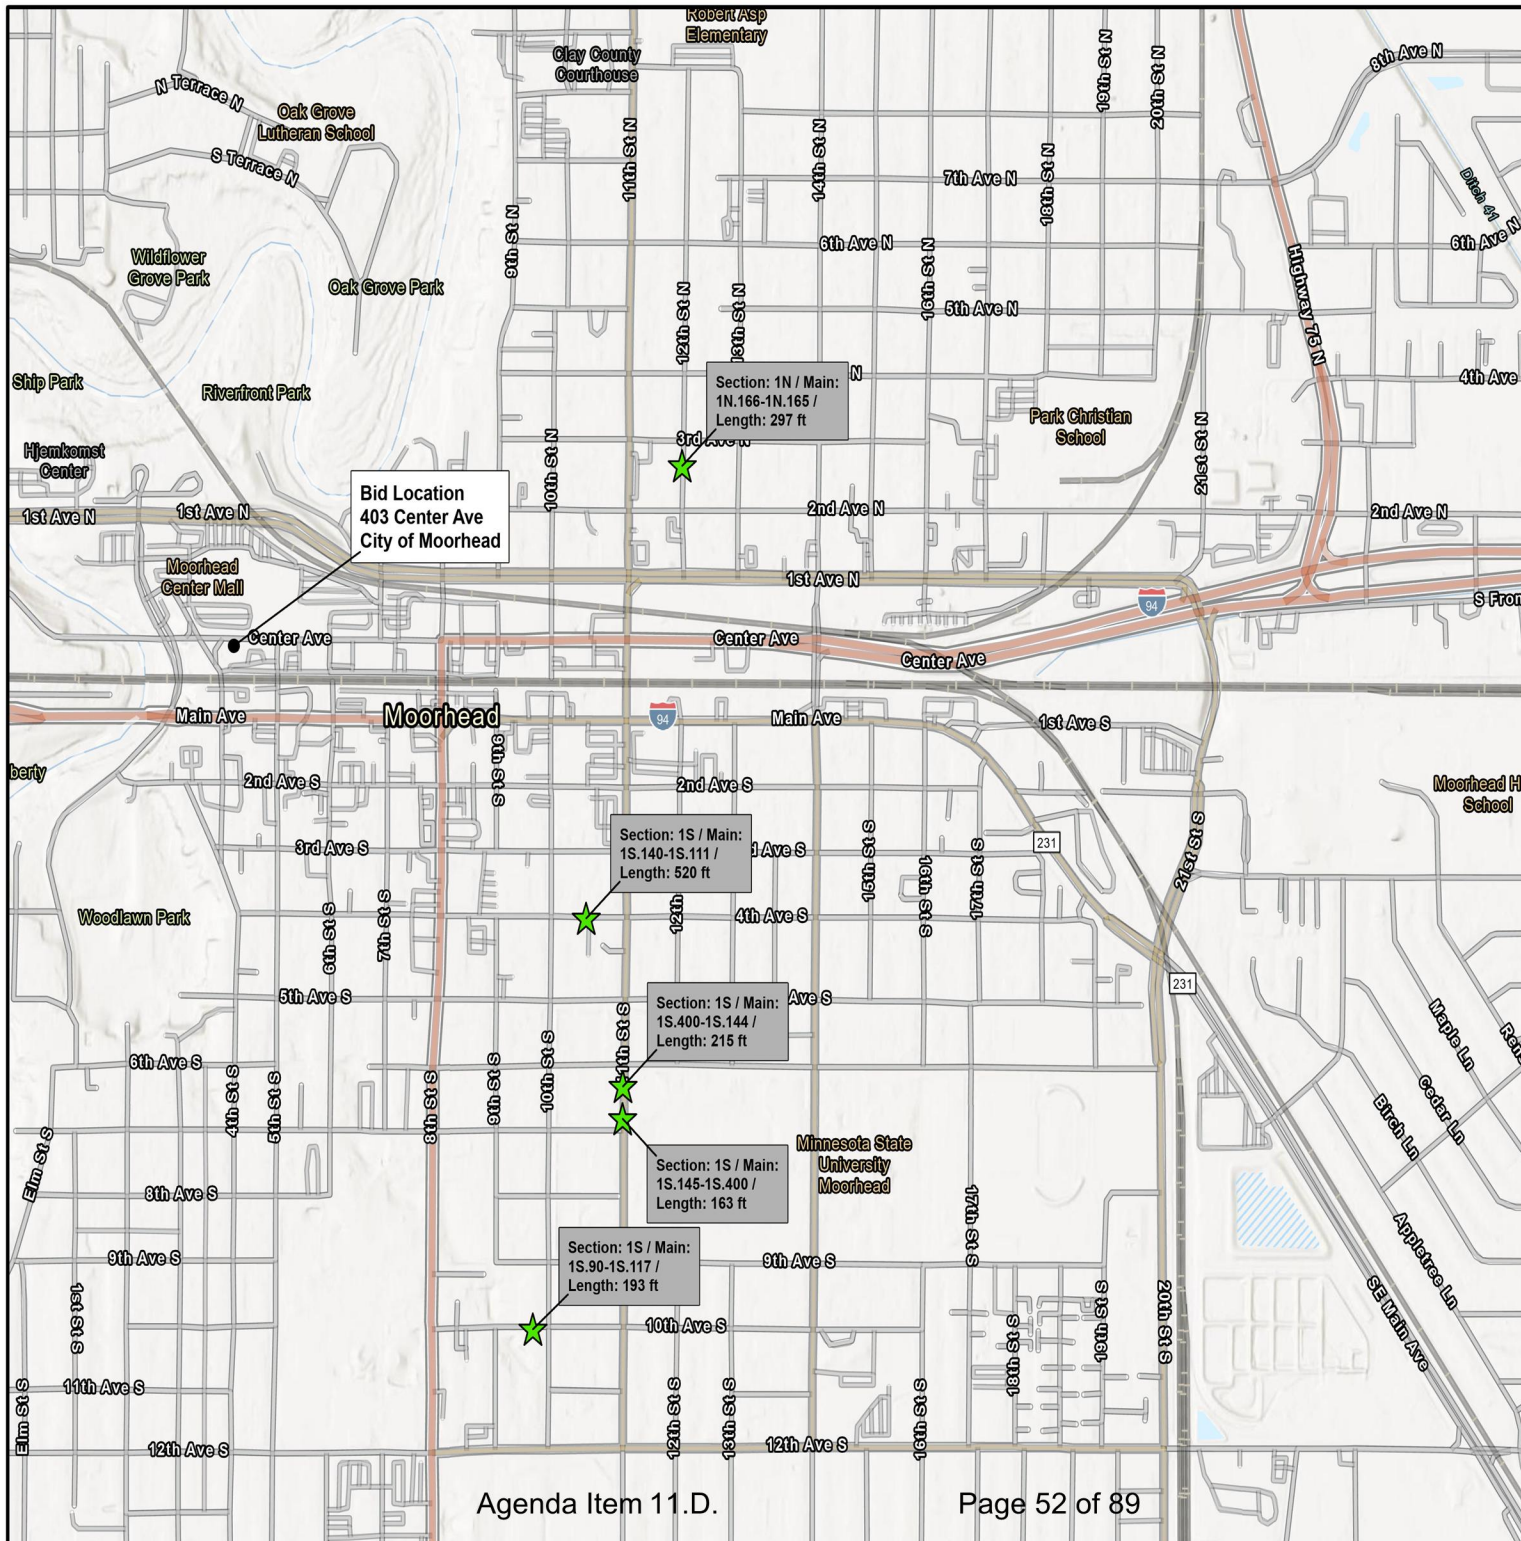 Robert Asp
Elementary
Clay County
Courthouse
19th St N
20th St N
8th Ave N
N Terrace N
Oak Grove
Lutheran School
S Terrace N
11th St N
14th St N
18th St N
7th Ave N
Ditch 41
9th St N
6th Ave N
16th St N
6th Ave N
Highway 75 N
Wildflower
Grove Park
Oak Grove Park
12th St N
13th St N
5th Ave N
Ship Park
Riverfront Park
Section: 1N / Main:
1N.166-1N.165 /
Length: 297 ft
N
4th Ave
Park Christian
School
3rd Ave N
10th St N
21st St N
Hjemkomst
Center
Bid Location
403 Center Ave
City of Moorhead
1st Ave N
1st Ave N
2nd Ave N
2nd Ave N
Moorhead
Center Mall
1st Ave N
94
S Fron
Center Ave
Center Ave
Center Ave
Main Ave
Moorhead
94
Main Ave
1st Ave S
9th St S
berty
2nd Ave S
2nd Ave S
Moorhead H
School
Section: 1S / Main:
1S.140-1S.111 /
Length: 520 ft
3rd Ave S
d Ave S
15th St S
16th St S
17th St S
231
21st St S
Woodlawn Park
6th St S
7th St S
12th
4th Ave S
5th Ave S
Section: 1S / Main:
1S.400-1S.144 /
Length: 215 ft
Ave S
231
Maple Ln
Ren
11th St S
6th Ave S
4th St S
5th St S
8th St S
9th St S
10th St S
Cedar Ln
Birch Ln
Elm St S
Minnesota State
University
Moorhead
Section: 1S / Main:
1S.145-1S.400 /
Length: 163 ft
8th Ave S
17th St S
Appletree Ln
9th Ave S
Section: 1S / Main:
1S.90-1S.117 /
Length: 193 ft
9th Ave S
1st St S
10th Ave S
18th St S
19th St S
20th St S
SE Main Ave
11th Ave S
Elm St S
12th St S
13th St S
16th St S
12th Ave S
12th Ave S
Agenda Item 11.D.
Page 52 of 89